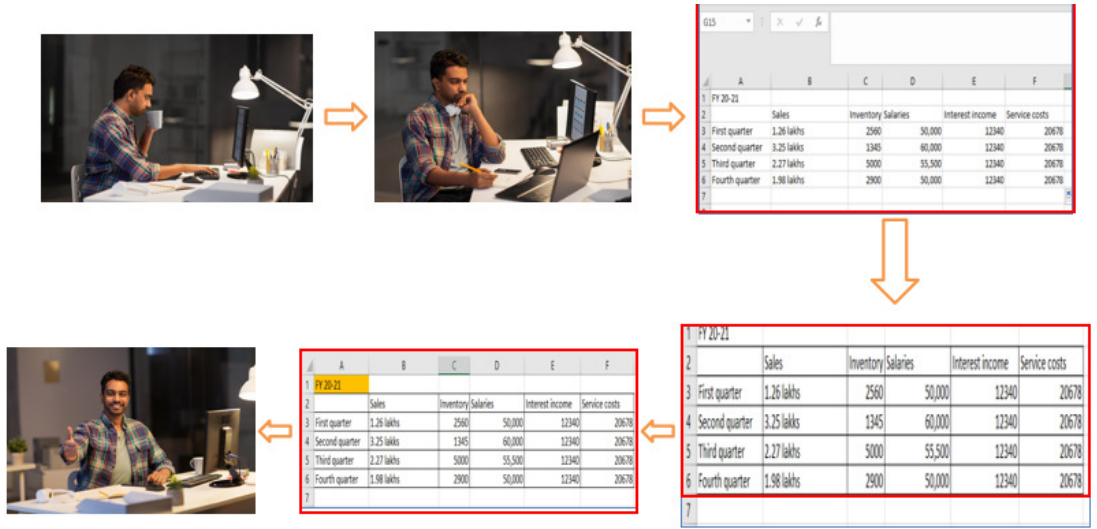 G15 fx
A B C D E F
1 FY 20-21
2 Sales Inventory Salaries Interest income Service costs
3 First quarter 1.26 lakhs 2560 50,000 12340 20678
4 Second quarter 3.25 lakks 1345 60,000 12340 20678
5 Third quarter 2.27 lakhs 5000 55,500 12340 20678
6 Fourth quarter 1.98 lakhs 2900 50,000 12340 20678
7
1 FY 20-21
2 Sales Inventory Salaries Interest income Service costs
3 First quarter 1.26 lakhs 2560 50,000 12340 20678
4 Second quarter 3.25 lakks 1345 60,000 12340 20678
5 Third quarter 2.27 lakhs 5000 55,500 12340 20678
6 Fourth quarter 1.98 lakhs 2900 50,000 12340 20678
7
A B C D E F
1 FY 20-21
2 Sales Inventory Salaries Interest income Service costs
3 First quarter 1.26 lakhs 2560 50,000 12340 20678
4 Second quarter 3.25 lakks 1345 60,000 12340 20678
5 Third quarter 2.27 lakhs 5000 55,500 12340 20678
6 Fourth quarter 1.98 lakhs 2900 50,000 12340 20678
7